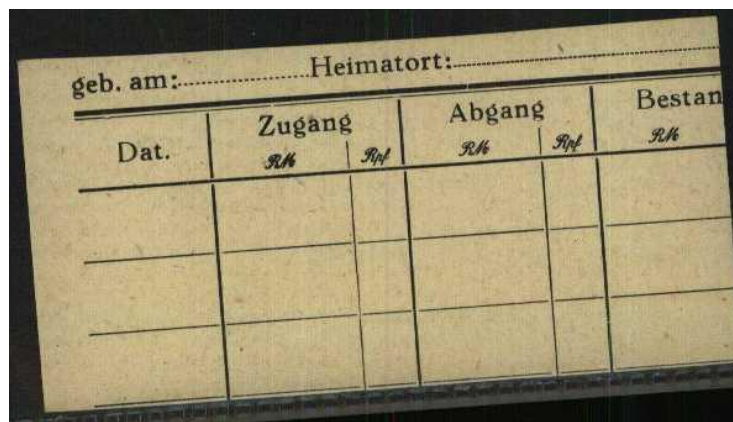 geb. am: Heimatort:
Dat. Zugang Abgang Bestan
RM Rpf RM Rpf RM